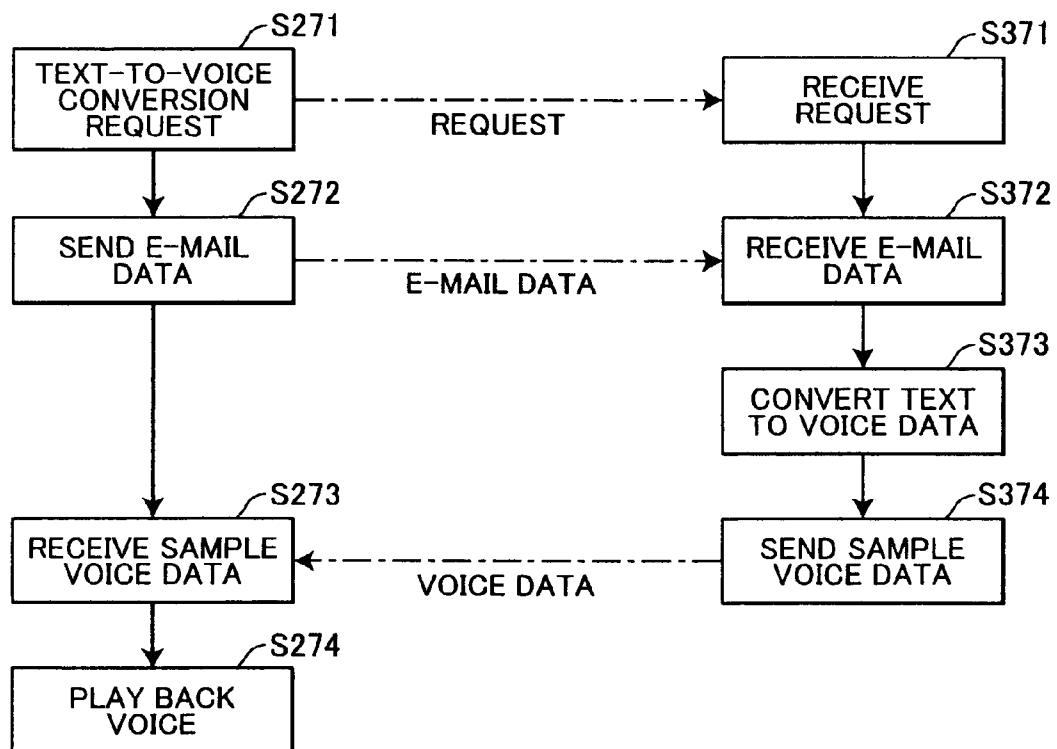 S271
TEXT-TO-VOICE
CONVERSION
REQUEST
REQUEST
S371
RECEIVE
REQUEST
S272
SEND E-MAIL
DATA
E-MAIL DATA
S372
RECEIVE E-MAIL
DATA
S373
CONVERT TEXT
TO VOICE DATA
S273
RECEIVE SAMPLE
VOICE DATA
VOICE DATA
S374
SEND SAMPLE
VOICE DATA
S274
PLAY BACK
VOICE